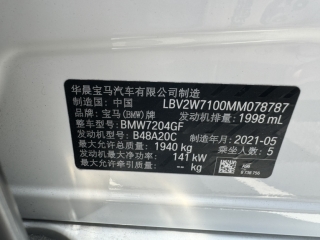 华晨宝马汽车有限公司制造
制造国：中国 LBV2W7100MM078787
品牌：宝马(BMW)牌 发动机排量：1998 mL
整车型号：BMW7204GF
发动机型号：B48A20C 制造年月：2021-05
最大允许总质量：1940 kg 乘坐人数：5
发动机最大净功率：141 kW
最大允许牵引质量：-- kg